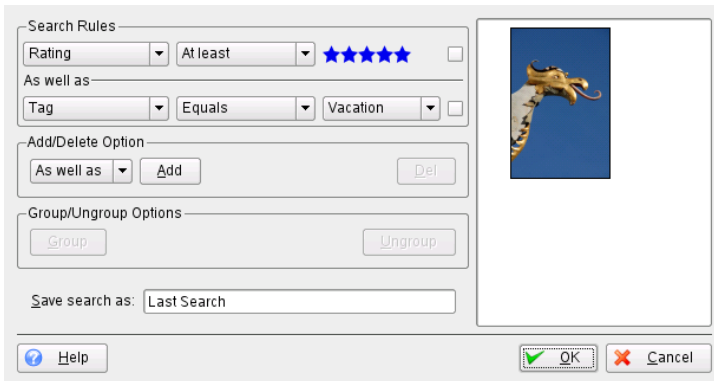 Search Rules
Rating At least
As well as
Tag Equals Vacation
Add/Delete Option
As well as Add Del
Group/Ungroup Options
Group Ungroup
Save search as: Last Search
Help OK Cancel